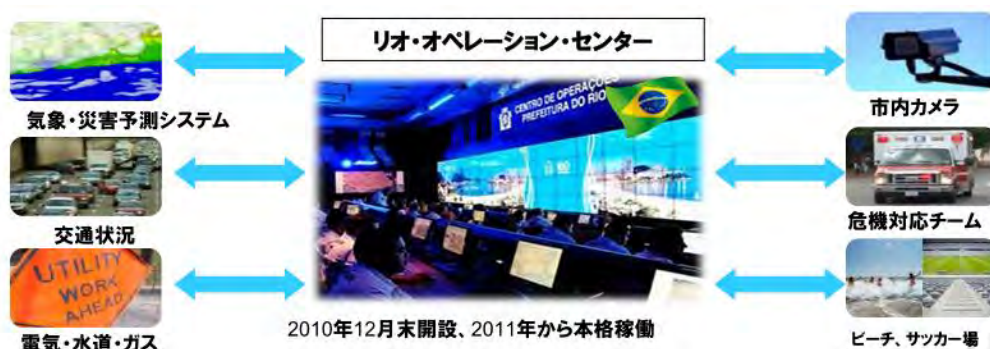 リオ・オペレーション・センター
気象・災害予測システム
市内カメラ
CENTRO DE OPERAÇÕES
PREFEITURA DO RIO
交通状況
危機対応チーム
UTILITY
WORK
AHEAD
電気・水道・ガス
2010年12月末開設、2011年から本格稼働
ビーチ、サッカー場